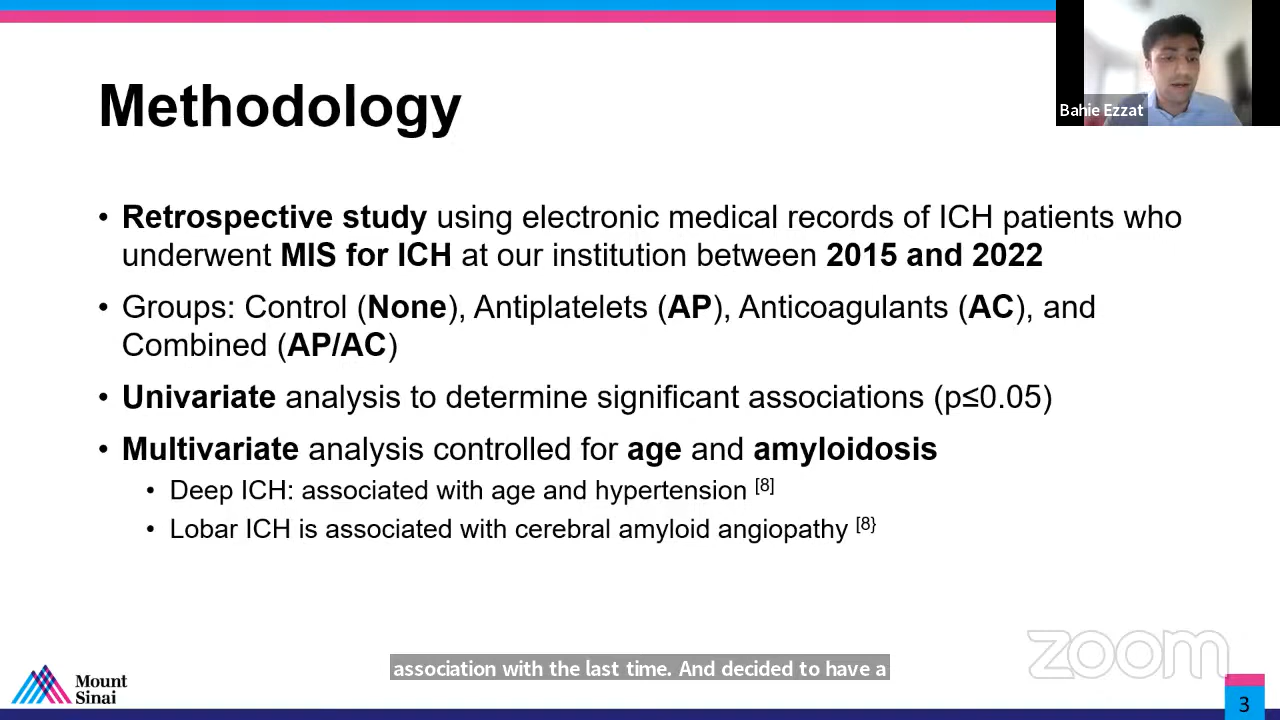 Methodology
Bahie Ezzat
• Retrospective study using electronic medical records of ICH patients who
underwent MIS for ICH at our institution between 2015 and 2022
• Groups: Control (None), Antiplatelets (AP), Anticoagulants (AC), and
Combined (AP/AC)
• Univariate analysis to determine significant associations (p≤0.05)
• Multivariate analysis controlled for age and amyloidosis
• Deep ICH: associated with age and hypertension [8]
• Lobar ICH is associated with cerebral amyloid angiopathy [8}
zoom
association with the last time. And decided to have a
Mount
Sinai
3